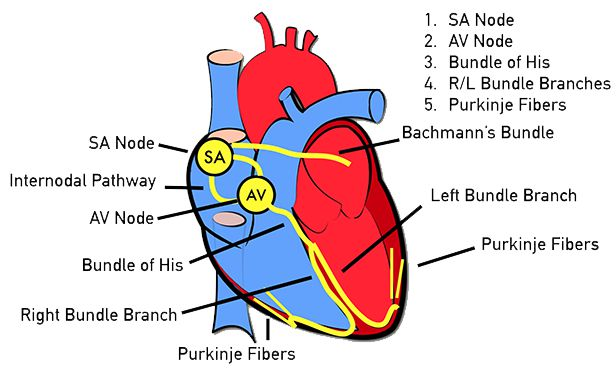 1. SA Node
2. AV Node
3. Bundle of His
4. R/L Bundle Branches
5. Purkinje Fibers
Bachmann's Bundle
SA Node
SA
Internodal Pathway
AV
Left Bundle Branch
AV Node
Purkinje Fibers
Bundle of His
Right Bundle Branch
Purkinje Fibers